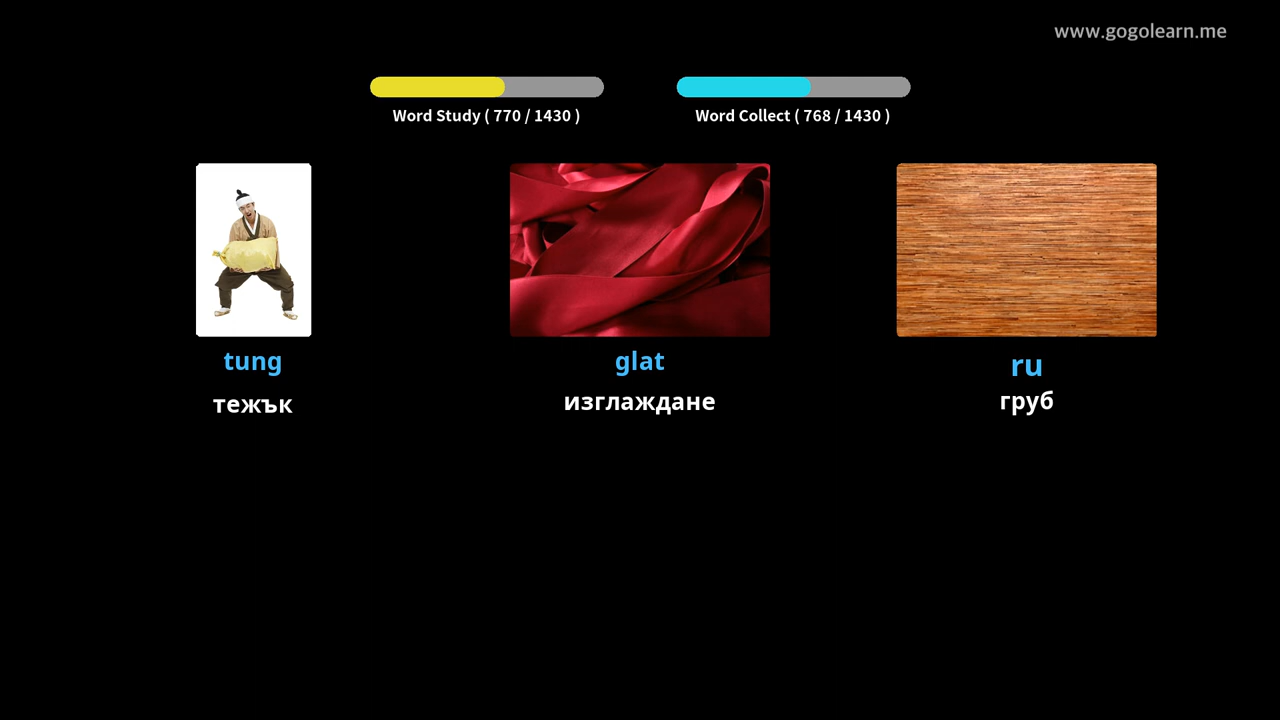 www.gogolearn.me
Word Study ( 770 / 1430 )
Word Collect ( 768 / 1430 )
tung
glat
ru
тежък
изглаждане
груб